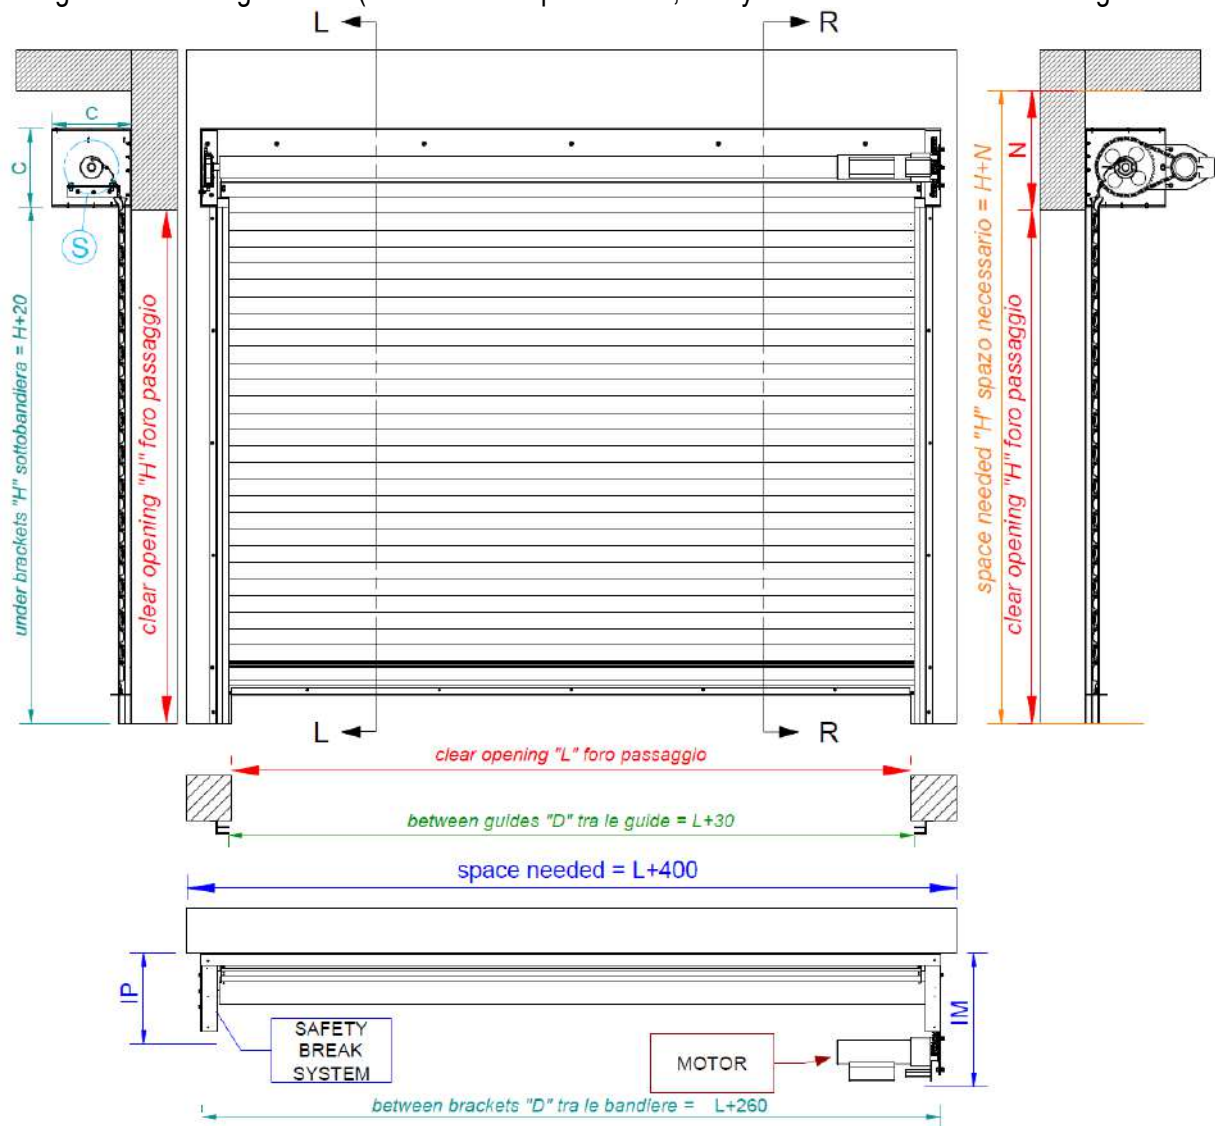 L
R
C
C
N
S
under brackets "H" sottobandiera = H+20
clear opening "H" foro passaggio
space needed "H" spazo necessario = H+N
clear opening "H" foro passaggio
L
R
clear opening "L" foro passaggio
between guides "D" tra le guide = L+30
space needed = L+400
IP
IM
SAFETY
BREAK
SYSTEM
MOTOR
between brackets "D" tra le bandiere = L+260